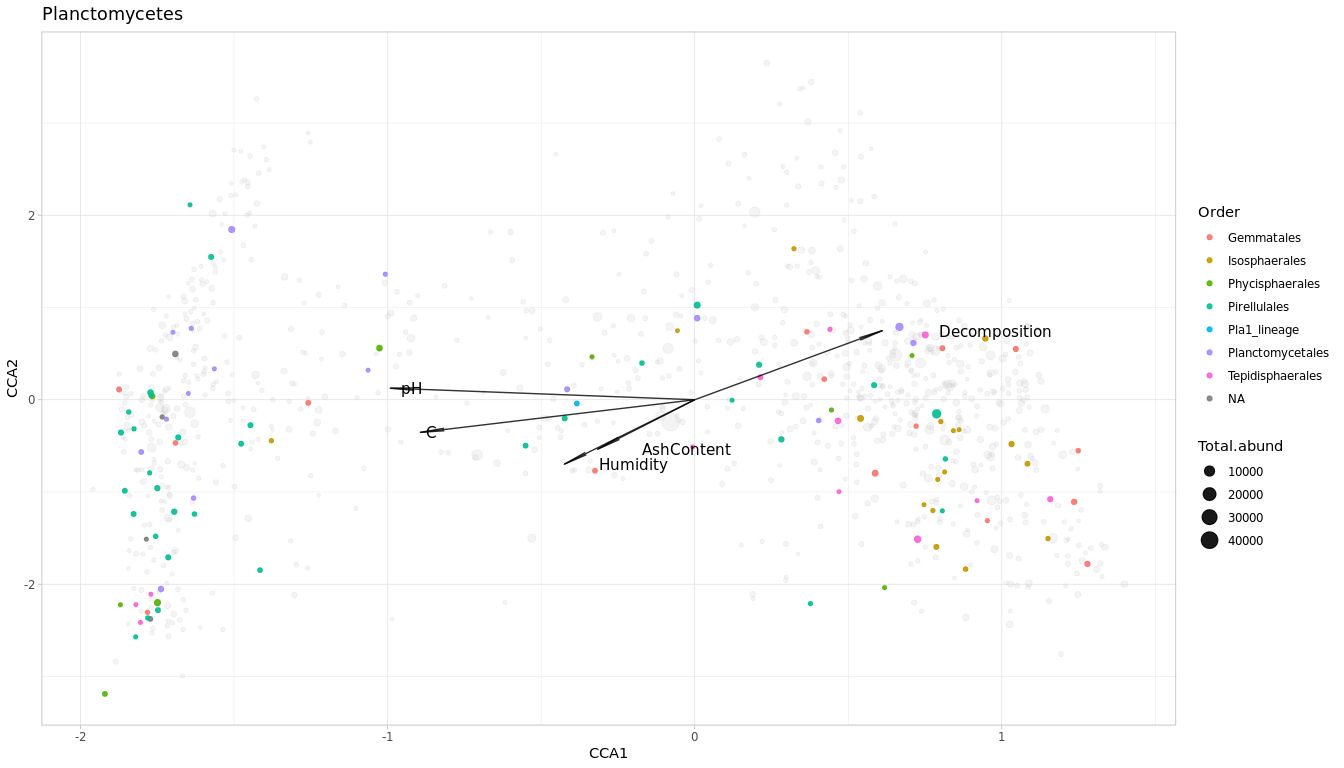 Planctomycetes
CCA2
2
0
-2
-2
-1
0
1
CCA1
Decomposition
pH
C
AshContent
Humidity
Order
Gemmatales
Isosphaerales
Phycisphaerales
Pirellulales
Pla1_lineage
Planctomycetales
Tepidisphaerales
NA
Total.abund
10000
20000
30000
40000